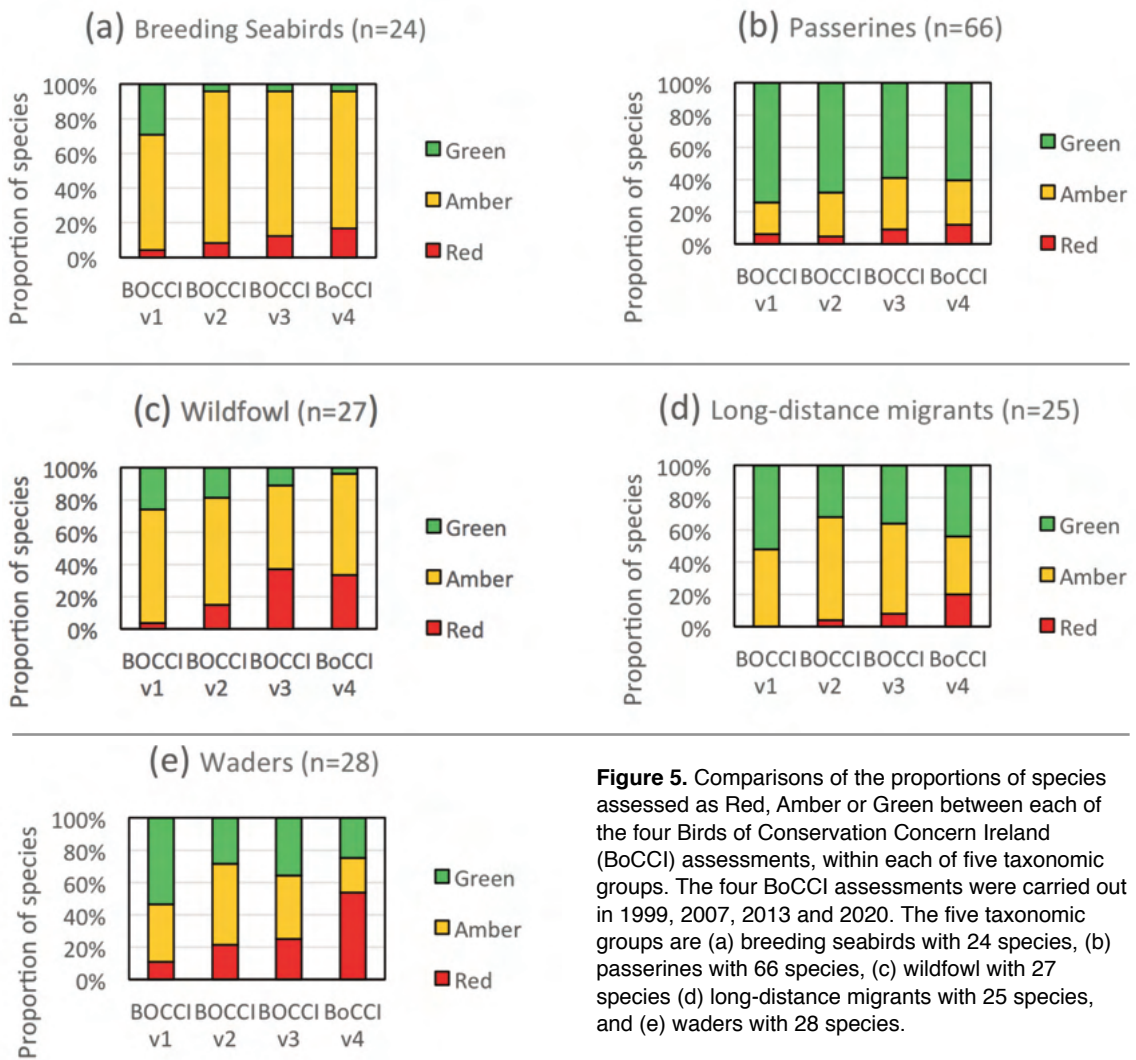 (a) Breeding Seabirds (n=24)
Proportion of species
100%
80%
60%
40%
20%
0%
BOCCI BOCCI BOCCI BoCCI
v1 v2 v3 v4
Green
Amber
Red
(b) Passerines (n=66)
Proportion of species
100%
80%
60%
40%
20%
0%
BOCCI BOCCI BOCCI BoCCI
v1 v2 v3 v4
Green
Amber
Red
(c) Wildfowl (n=27)
Proportion of species
100%
80%
60%
40%
20%
0%
BOCCI BOCCI BOCCI BoCCI
v1 v2 v3 v4
Green
Amber
Red
(d) Long-distance migrants (n=25)
Proportion of species
100%
80%
60%
40%
20%
0%
BOCCI BOCCI BOCCI BoCCI
v1 v2 v3 v4
Green
Amber
Red
(e) Waders (n=28)
Proportion of species
100%
80%
60%
40%
20%
0%
BOCCI BOCCI BOCCI BoCCI
v1 v2 v3 v4
Green
Amber
Red
Figure 5. Comparisons of the proportions of species
assessed as Red, Amber or Green between each of
the four Birds of Conservation Concern Ireland
(BoCCI) assessments, within each of five taxonomic
groups. The four BoCCI assessments were carried out
in 1999, 2007, 2013 and 2020. The five taxonomic
groups are (a) breeding seabirds with 24 species, (b)
passerines with 66 species, (c) wildfowl with 27
species (d) long-distance migrants with 25 species,
and (e) waders with 28 species.